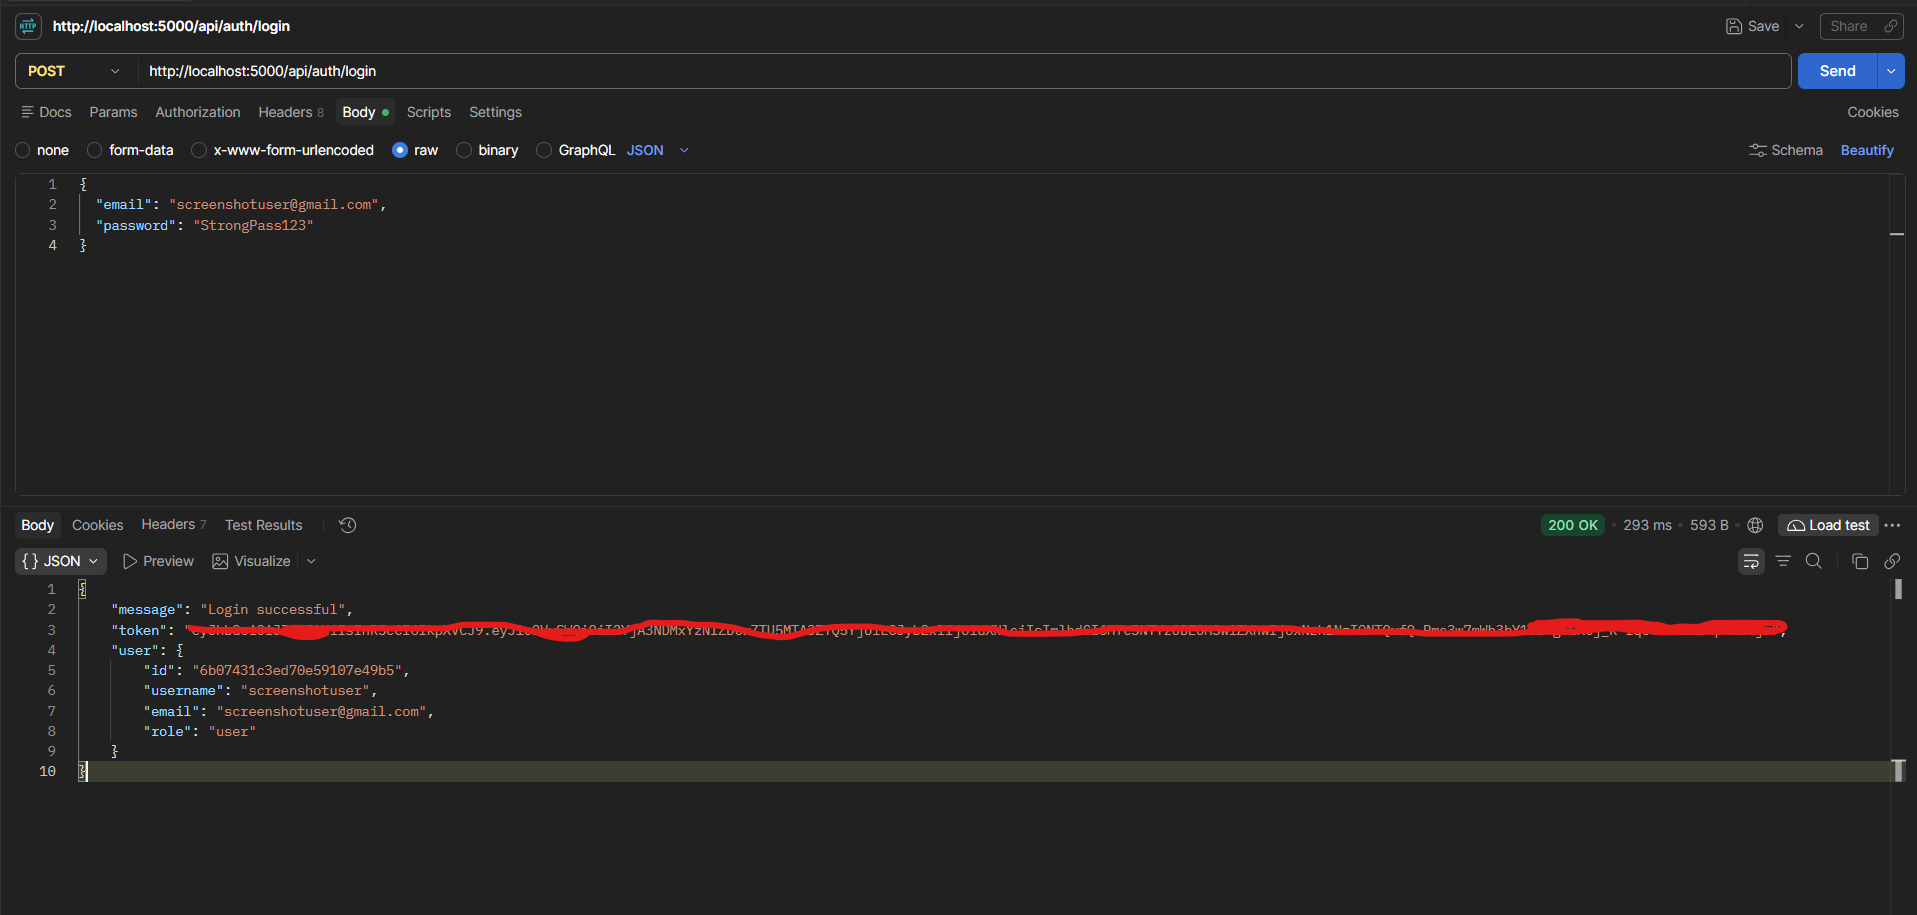 HTTP http://localhost:5000/api/auth/login Save Share
POST http://localhost:5000/api/auth/login Send
Docs Params Authorization Headers 8 Body Scripts Settings Cookies
none form-data x-www-form-urlencoded raw binary GraphQL JSON Schema Beautify
1 {
2 "email": "screenshotuser@gmail.com",
3 "password": "StrongPass123"
4 }
Body Cookies Headers 7 Test Results 200 OK • 293 ms • 593 B • Load test
{} JSON Preview Visualize
1 {
2 "message": "Login successful",
3 "token":
4 "user": {
5 "id": "6b07431c3ed70e59107e49b5",
6 "username": "screenshotuser",
7 "email": "screenshotuser@gmail.com",
8 "role": "user"
9 }
10 }